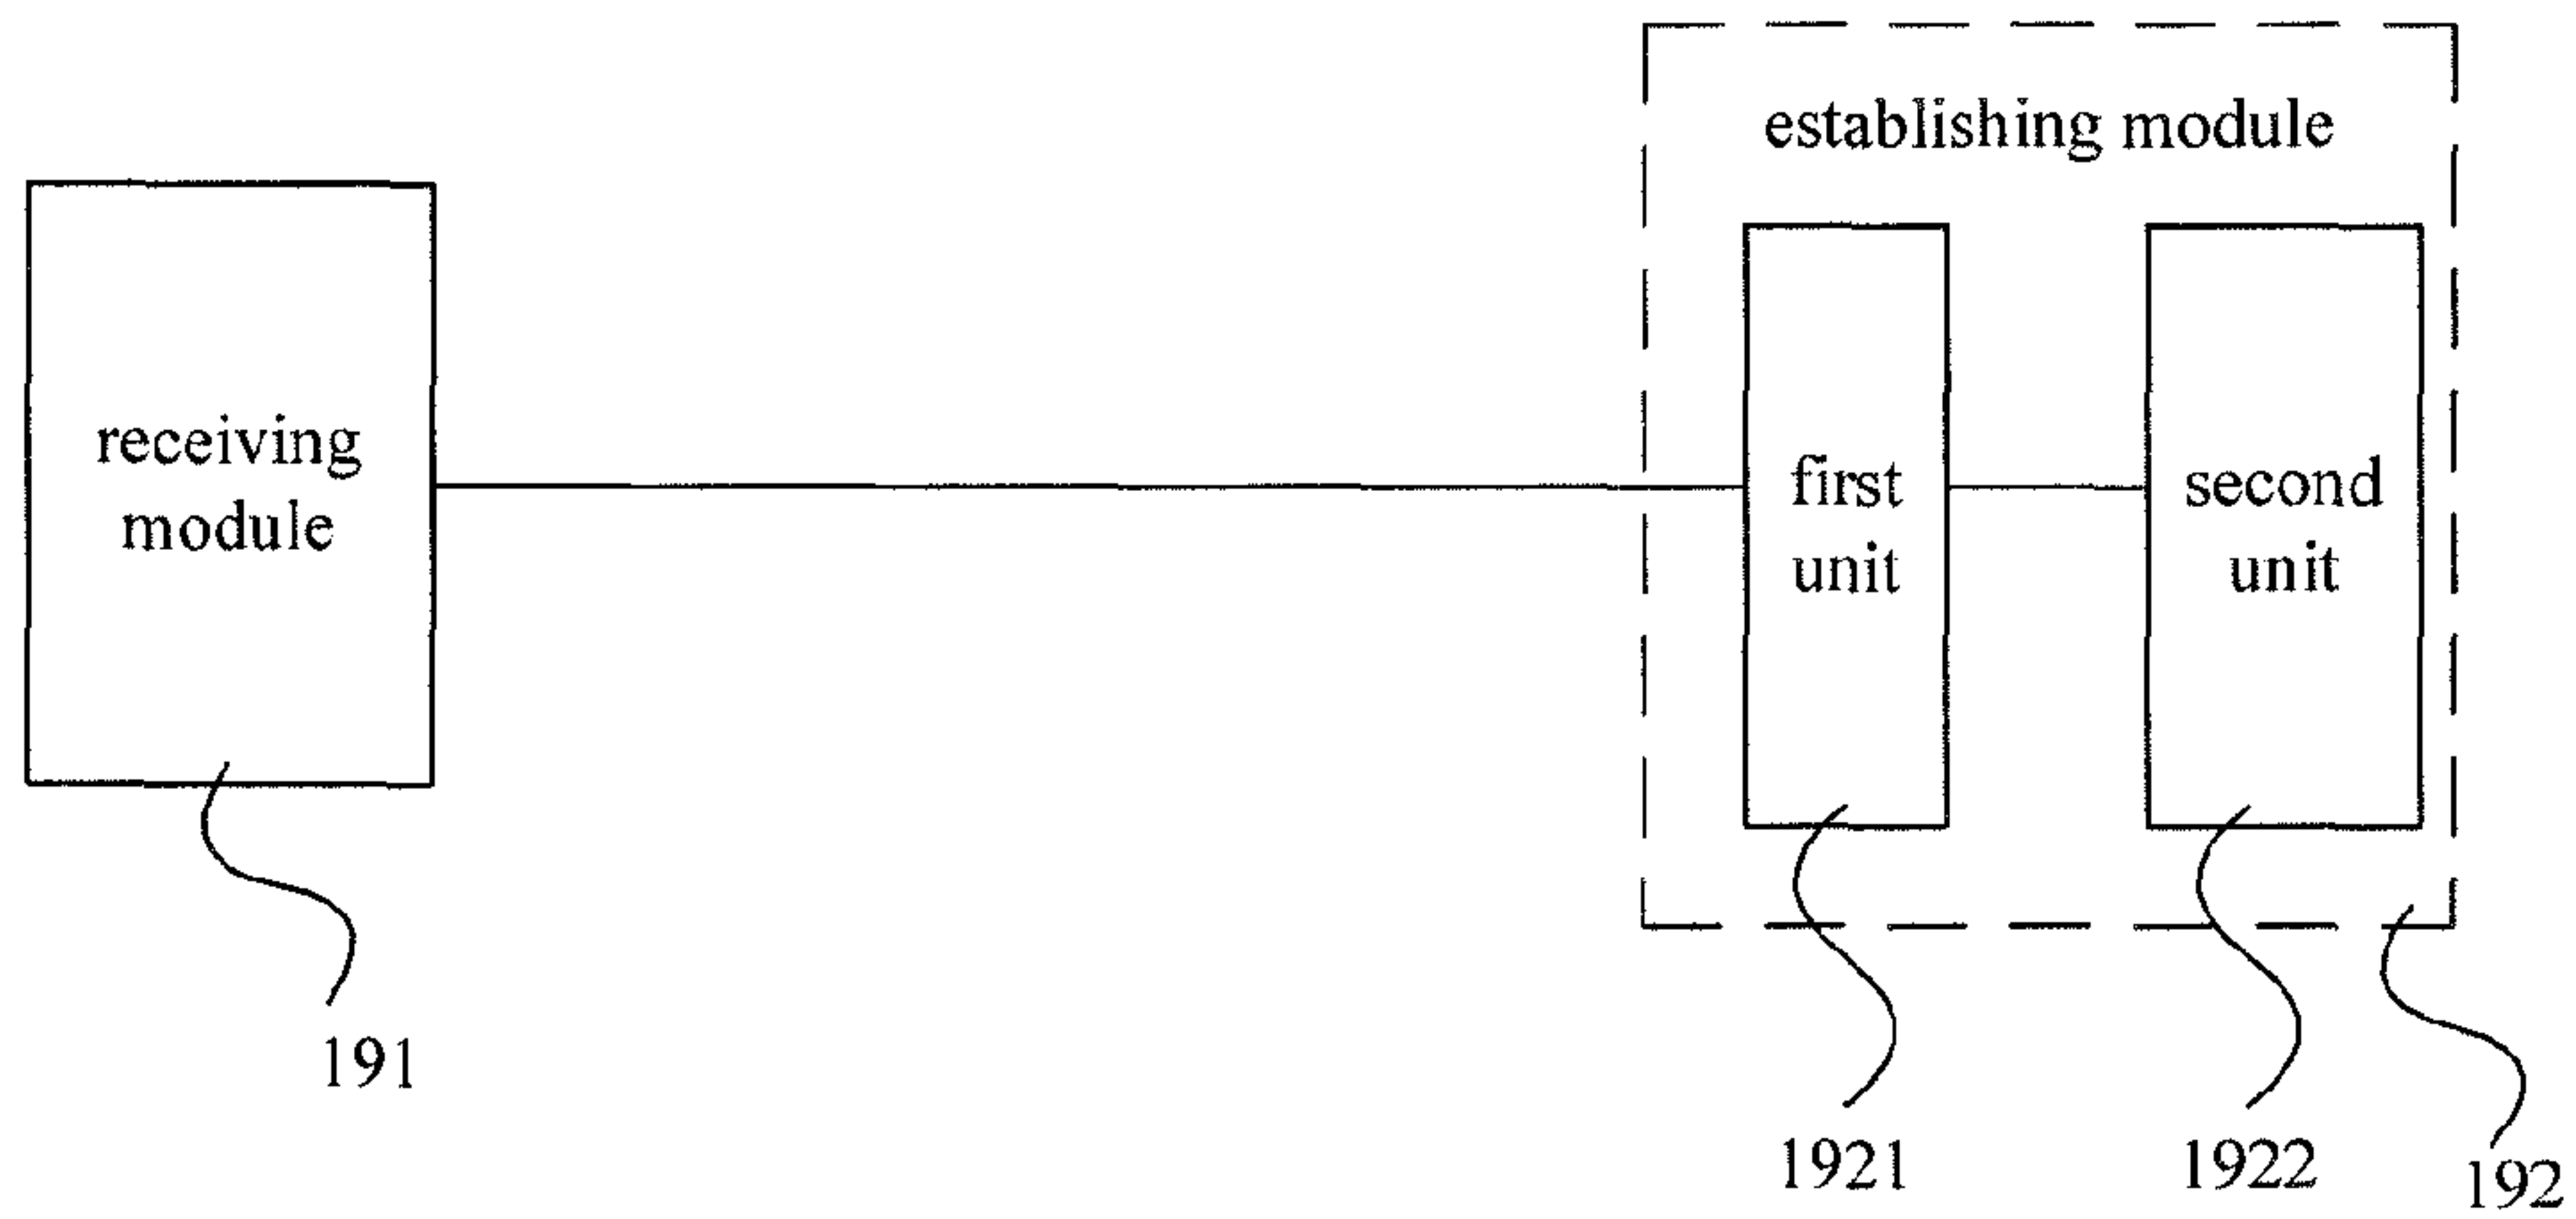 establishing module
receiving
module
first
unit
second
unit
191
1921
1922
192